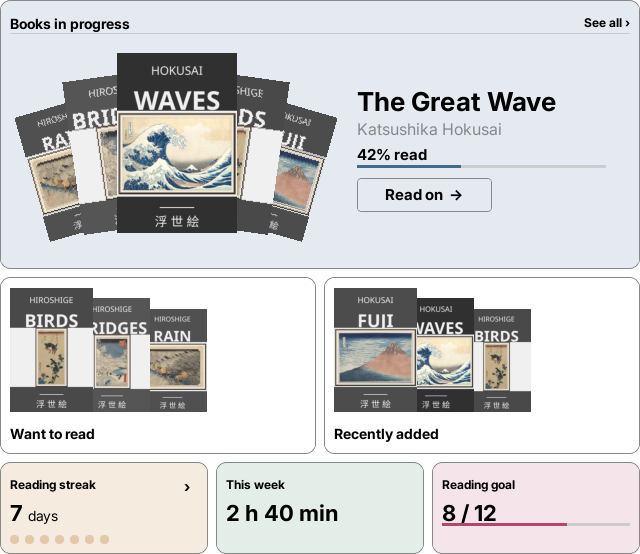 Books in progress
See all ›
HOKUSAI
WAVES
浮世絵
The Great Wave
Katsushika Hokusai
42% read
Read on →
HIROSHIGE
BIRDS
浮世絵
HIROSHIGE
浮世絵
HIROSHIGE
RAIN
浮世絵
Want to read
HOKUSAI
FUJI
浮世絵
HOKUSAI
浮世絵
HIROSHIGE
BIRDS
浮世絵
Recently added
Reading streak ›
7 days
This week
2 h 40 min
Reading goal
8 / 12